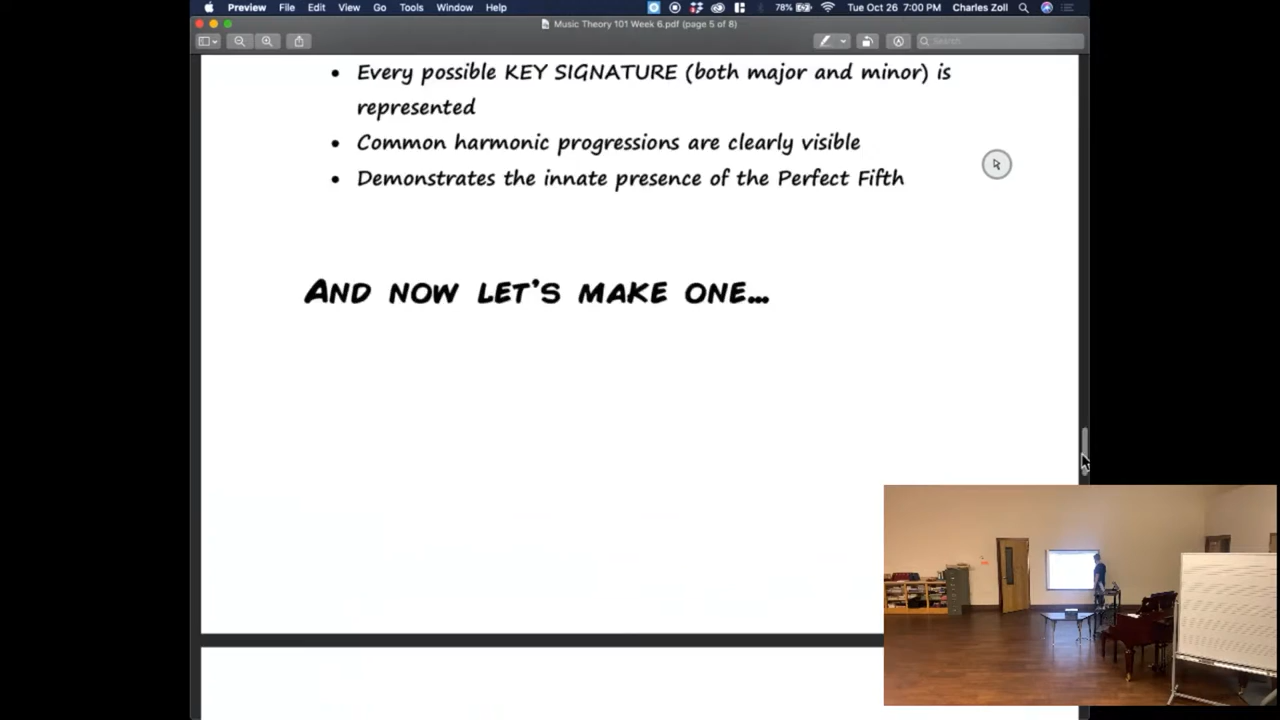 Preview File Edit View Go Tools Window Help 78% Tue Oct 26 7:00 PM Charles Zoll
Music Theory 101 Week 6.pdf (page 5 of 8)
Search
• Every possible KEY SIGNATURE (both major and minor) is
represented
• Common harmonic progressions are clearly visible
• Demonstrates the innate presence of the Perfect Fifth
AND NOW LET'S MAKE ONE...